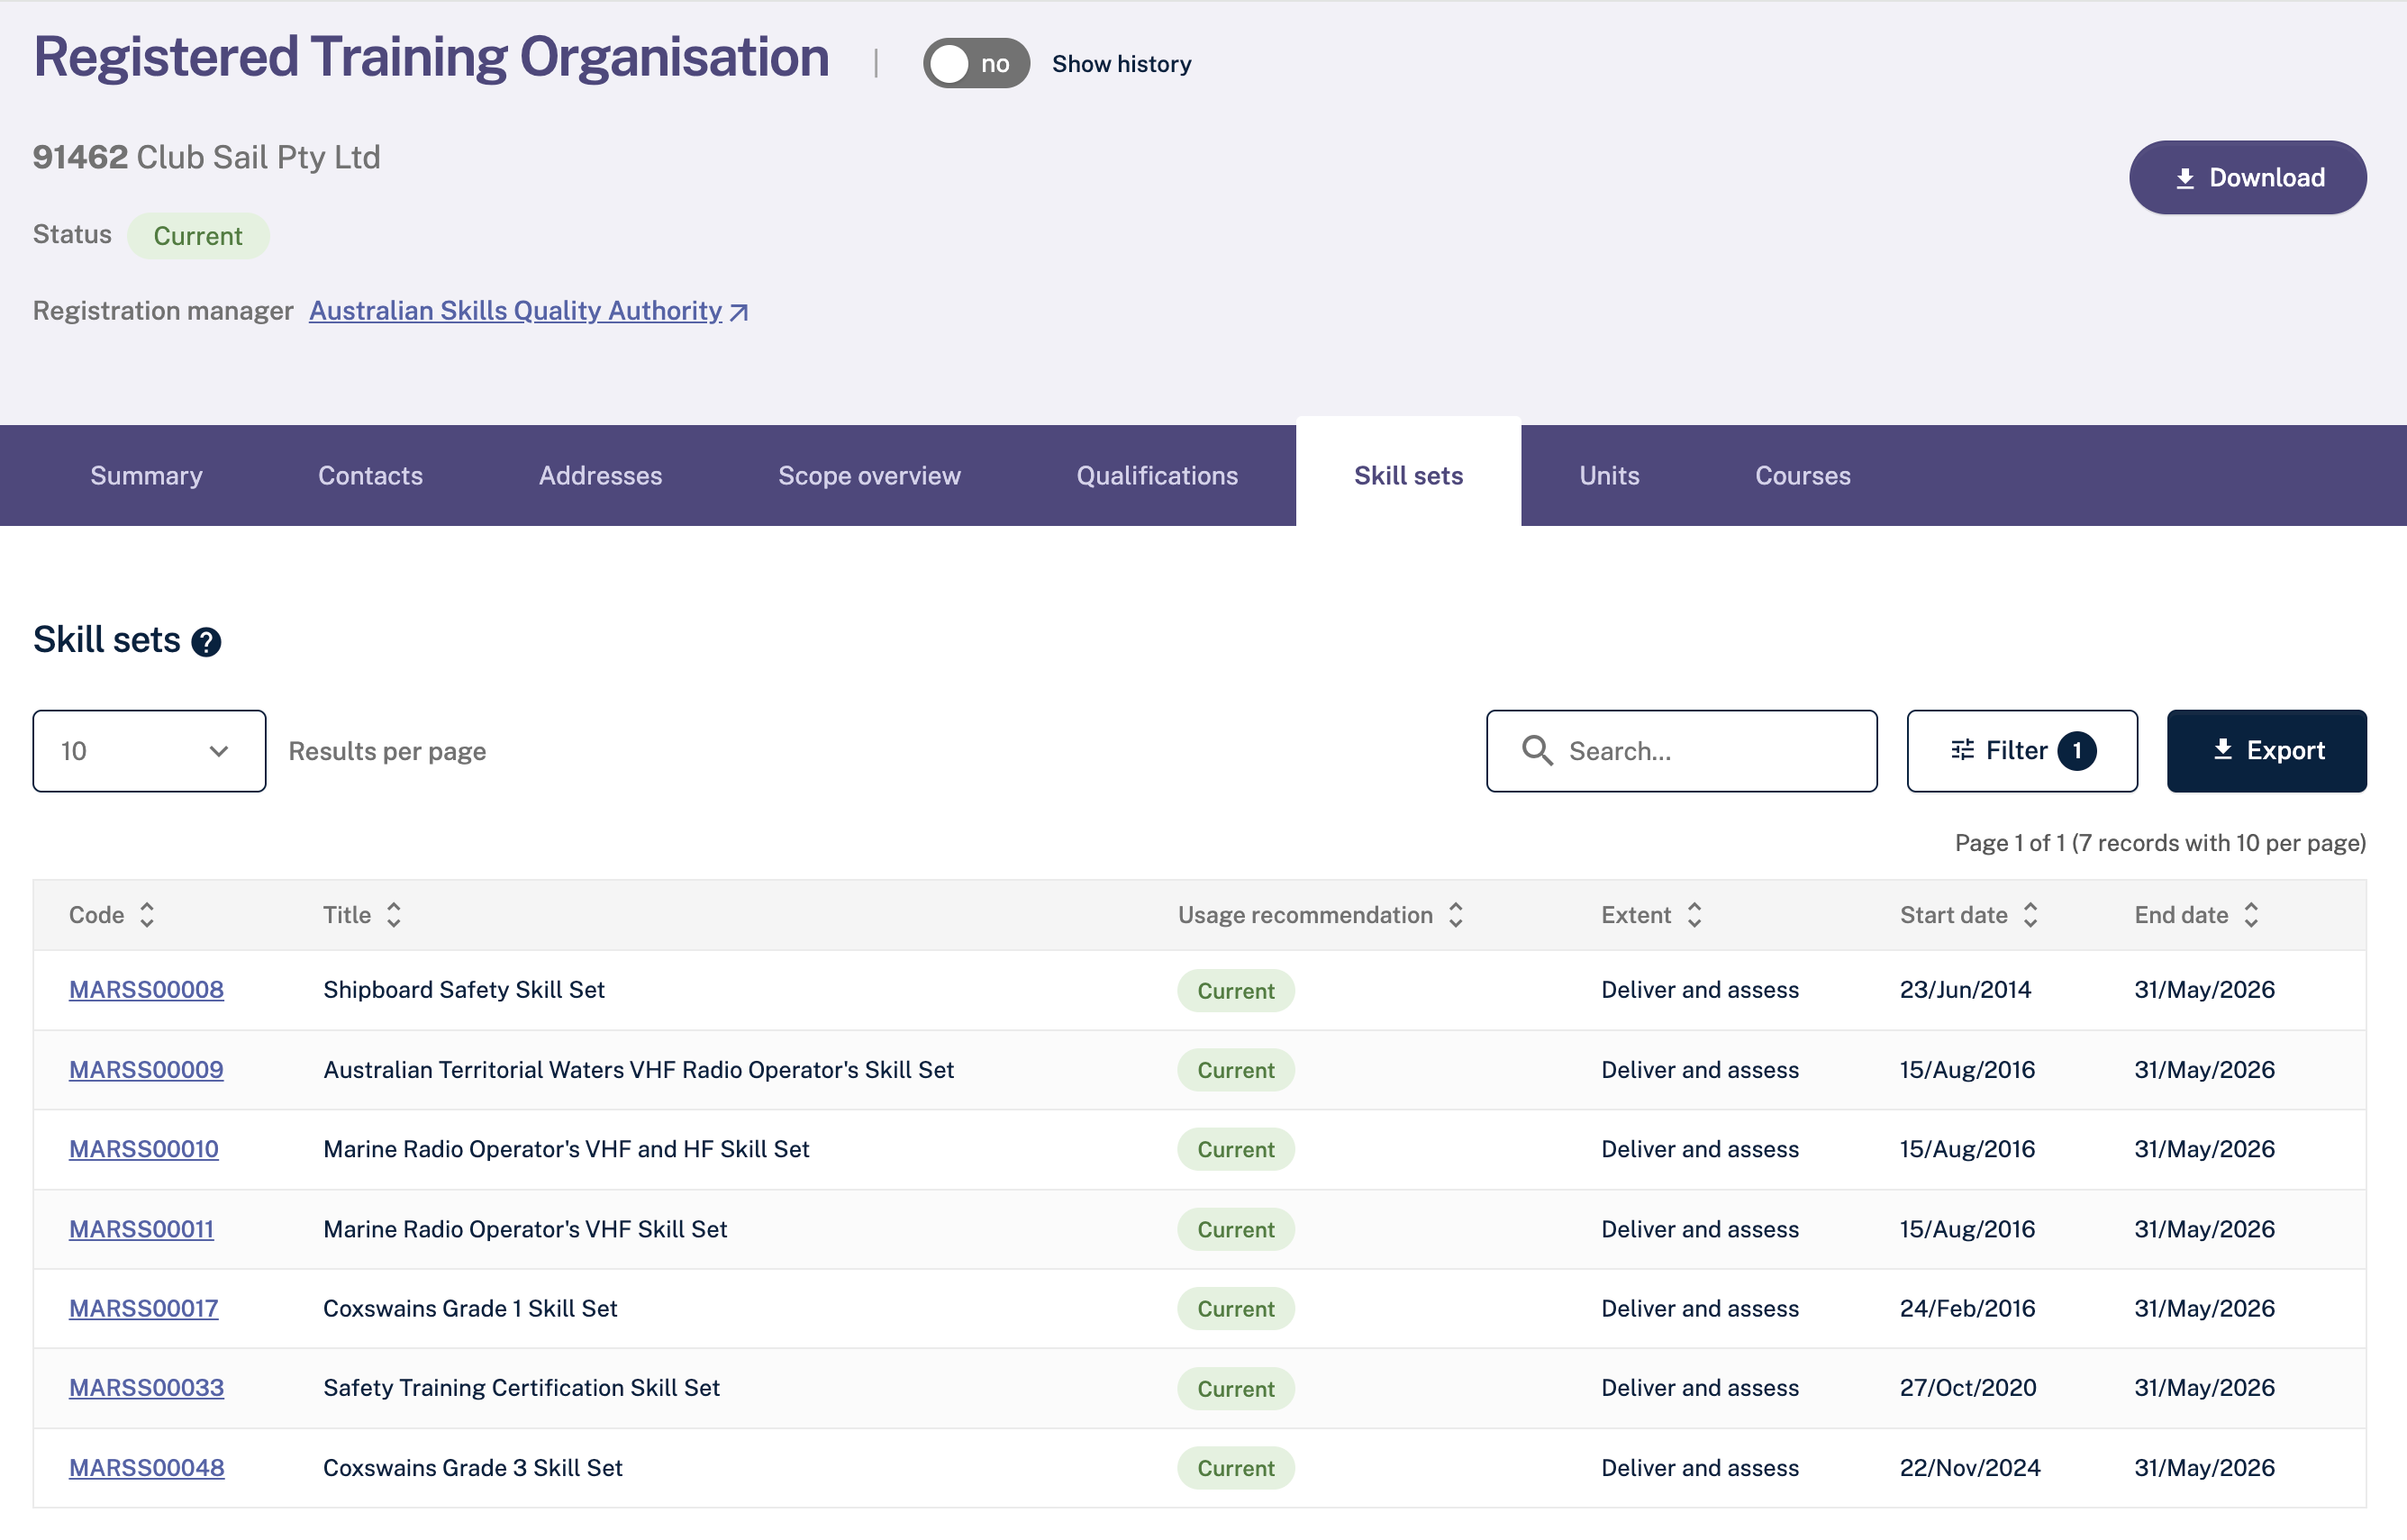 Registered Training Organisation | no Show history
91462 Club Sail Pty Ltd
Download
Status Current
Registration manager Australian Skills Quality Authority
Summary Contacts Addresses Scope overview Qualifications Skill sets Units Courses
Skill sets ?
10 Results per page Search... Filter 1 Export
Page 1 of 1 (7 records with 10 per page)
Code Title Usage recommendation Extent Start date End date
MARSS00008 Shipboard Safety Skill Set Current Deliver and assess 23/Jun/2014 31/May/2026
MARSS00009 Australian Territorial Waters VHF Radio Operator's Skill Set Current Deliver and assess 15/Aug/2016 31/May/2026
MARSS00010 Marine Radio Operator's VHF and HF Skill Set Current Deliver and assess 15/Aug/2016 31/May/2026
MARSS00011 Marine Radio Operator's VHF Skill Set Current Deliver and assess 15/Aug/2016 31/May/2026
MARSS00017 Coxswains Grade 1 Skill Set Current Deliver and assess 24/Feb/2016 31/May/2026
MARSS00033 Safety Training Certification Skill Set Current Deliver and assess 27/Oct/2020 31/May/2026
MARSS00048 Coxswains Grade 3 Skill Set Current Deliver and assess 22/Nov/2024 31/May/2026